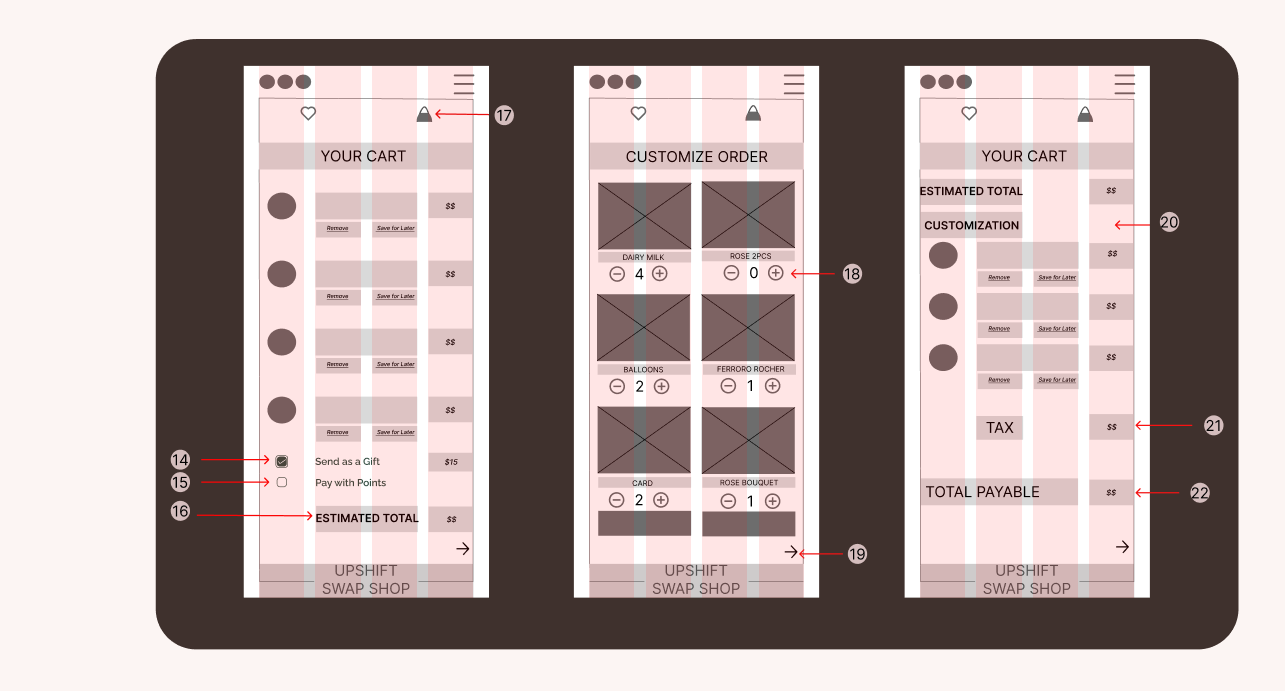 17
YOUR CART
$$
Remove Save for Later
$$
Remove Save for Later
$$
Remove Save for Later
$$
Remove Save for Later
14 Send as a Gift $15
15 Pay with Points
16 ESTIMATED TOTAL $$
UPSHIFT
SWAP SHOP
CUSTOMIZE ORDER
DAIRY MILK ROSE 2PCS
4 0 18
BALLOONS FERRORO ROCHER
2 1
CARD ROSE BOUQUET
2 1
19
UPSHIFT
SWAP SHOP
YOUR CART
ESTIMATED TOTAL $$
CUSTOMIZATION 20
$$
Remove Save for Later
$$
Remove Save for Later
$$
Remove Save for Later
TAX $$ 21
TOTAL PAYABLE $$ 22
UPSHIFT
SWAP SHOP